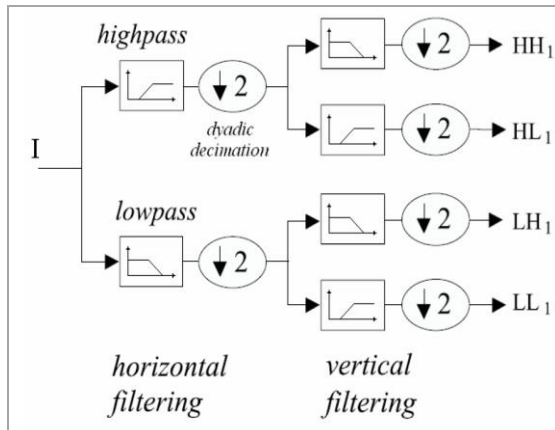 highpass
↓ 2
↓ 2
HH1
dyadic
decimation
↓ 2
HL1
I
lowpass
↓ 2
↓ 2
LH1
↓ 2
LL1
horizontal
filtering
vertical
filtering